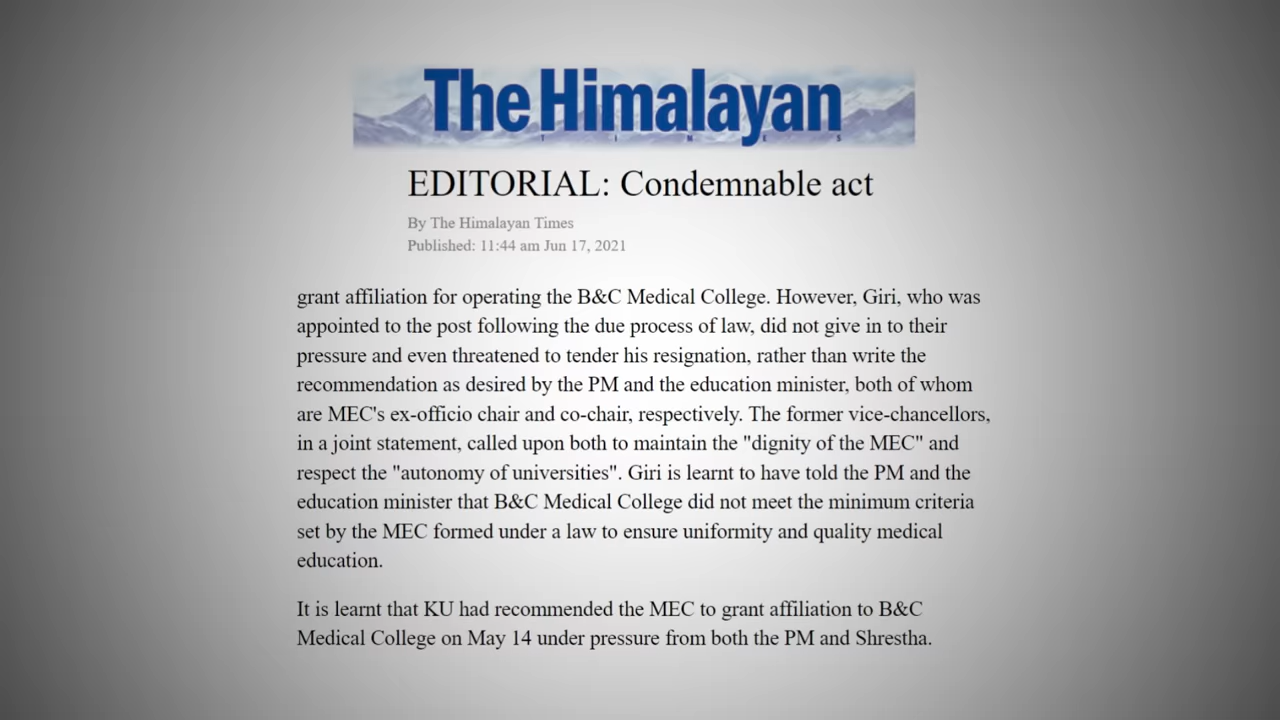 The Himalayan
TIMES
EDITORIAL: Condemnable act
By The Himalayan Times
Published: 11:44 am Jun 17, 2021
grant affiliation for operating the B&C Medical College. However, Giri, who was
appointed to the post following the due process of law, did not give in to their
pressure and even threatened to tender his resignation, rather than write the
recommendation as desired by the PM and the education minister, both of whom
are MEC's ex-officio chair and co-chair, respectively. The former vice-chancellors,
in a joint statement, called upon both to maintain the "dignity of the MEC" and
respect the "autonomy of universities". Giri is learnt to have told the PM and the
education minister that B&C Medical College did not meet the minimum criteria
set by the MEC formed under a law to ensure uniformity and quality medical
education.
It is learnt that KU had recommended the MEC to grant affiliation to B&C
Medical College on May 14 under pressure from both the PM and Shrestha.